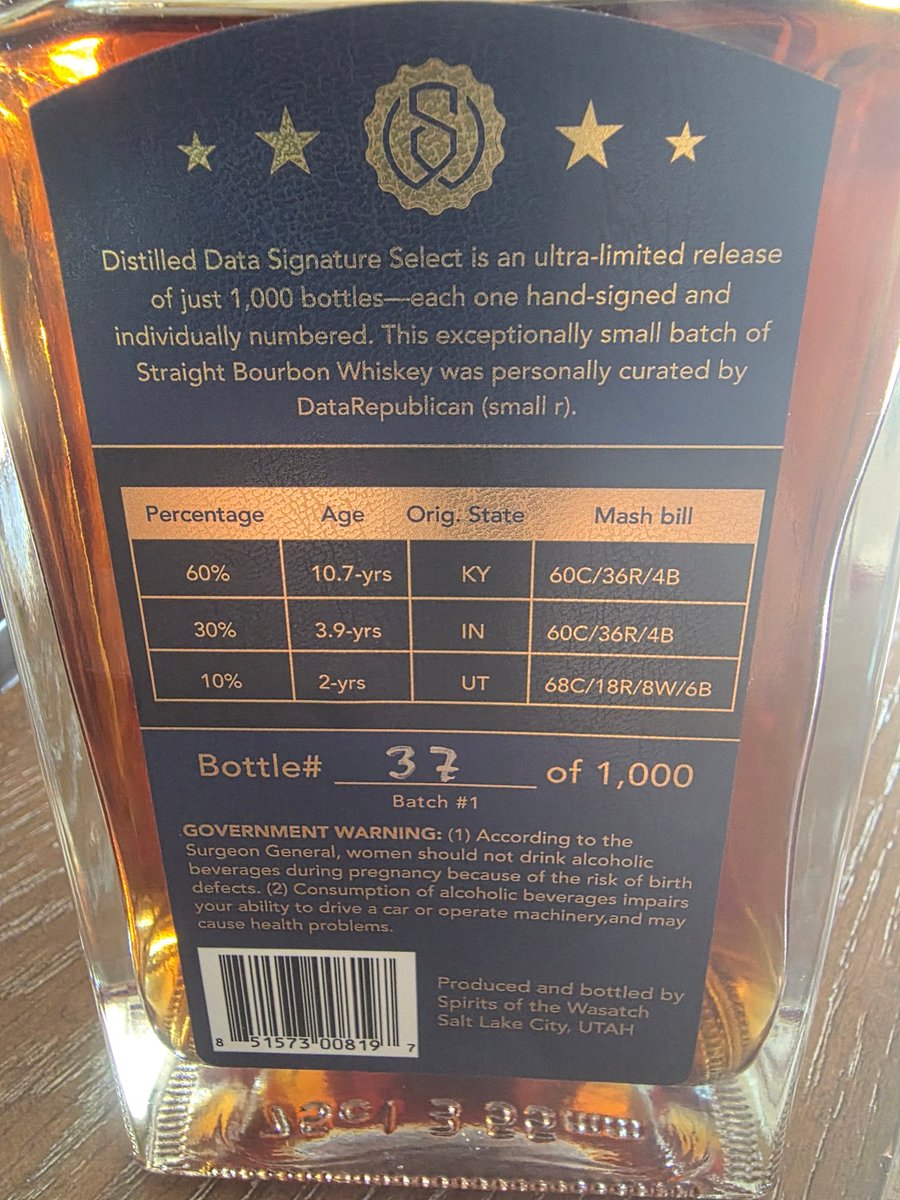 Distilled Data Signature Select is an ultra-limited release
of just 1,000 bottles—each one hand-signed and
individually numbered. This exceptionally small batch of
Straight Bourbon Whiskey was personally curated by
DataRepublican (small r).
Percentage Age Orig. State Mash bill
60% 10.7-yrs KY 60C/36R/4B
30% 3.9-yrs IN 60C/36R/4B
10% 2-yrs UT 68C/18R/8W/6B
Bottle# 37 of 1,000
Batch #1
GOVERNMENT WARNING: (1) According to the
Surgeon General, women should not drink alcoholic
beverages during pregnancy because of the risk of birth
defects. (2) Consumption of alcoholic beverages impairs
your ability to drive a car or operate machinery,and may
cause health problems.
8 51573 00819 7
Produced and bottled by
Spirits of the Wasatch
Salt Lake City, UTAH